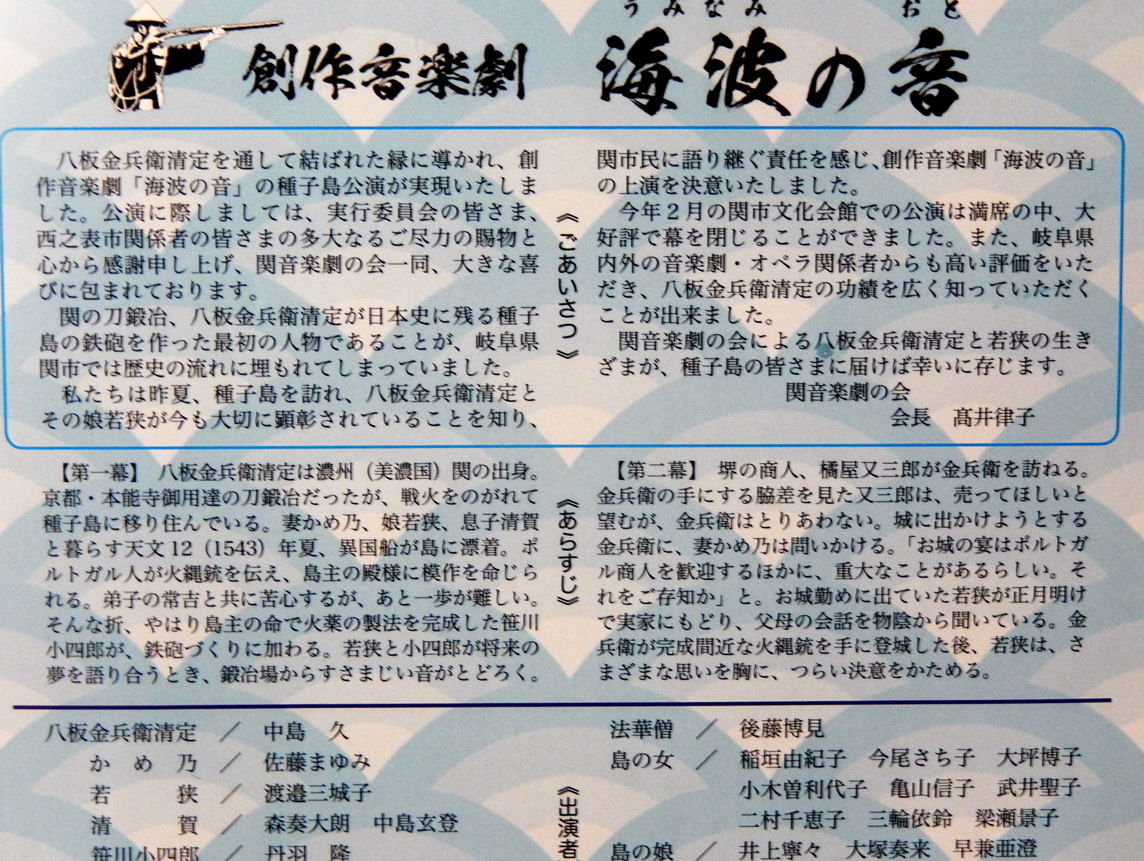 うみなみ おと
創作音楽劇 海波の音
八板金兵衛清定を通して結ばれた縁に導かれ、創
作音楽劇「海波の音」の種子島公演が実現いたしま
した。公演に際しましては、実行委員会の皆さま、
西之表市関係者の皆さまの多大なるご尽力の賜物と
心から感謝申し上げ、関音楽劇の会一同、大きな喜
びに包まれております。
関の刀鍛冶、八板金兵衛清定が日本史に残る種子
島の鉄砲を作った最初の人物であることが、岐阜県
関市では歴史の流れに埋もれてしまっていました。
私たちは昨夏、種子島を訪れ、八板金兵衛清定と
その娘若狭が今も大切に顕彰されていることを知り、
《ごあいさつ》
関市民に語り継ぐ責任を感じ、創作音楽劇「海波の音」
の上演を決意いたしました。
今年2月の関市文化会館での公演は満席の中、大
好評で幕を閉じることができました。また、岐阜県
内外の音楽劇・オペラ関係者からも高い評価をいた
だき、八板金兵衛清定の功績を広く知っていただく
ことが出来ました。
関音楽劇の会による八板金兵衛清定と若狭の生き
ざまが、種子島の皆さまに届けば幸いに存じます。
関音楽劇の会
会長 髙井律子
【第一幕】 八板金兵衛清定は濃州（美濃国）関の出身。
京都・本能寺御用達の刀鍛冶だったが、戦火をのがれて
種子島に移り住んでいる。妻かめ乃、娘若狭、息子清賀
と暮らす天文12（1543）年夏、異国船が島に漂着。ポ
ルトガル人が火縄銃を伝え、島主の殿様に模作を命じら
れる。弟子の常吉と共に苦心するが、あと一歩が難しい。
そんな折、やはり島主の命で火薬の製法を完成した笹川
小四郎が、鉄砲づくりに加わる。若狭と小四郎が将来の
夢を語り合うとき、鍛冶場からすさまじい音がとどろく。
《あらすじ》
【第二幕】 堺の商人、橘屋又三郎が金兵衛を訪ねる。
金兵衛の手にする脇差を見た又三郎は、売ってほしいと
望むが、金兵衛はとりあわない。城に出かけようとする
金兵衛に、妻かめ乃は問いかける。「お城の宴はポルトガ
ル商人を歓迎するほかに、重大なことがあるらしい。そ
れをご存知か」と。お城勤めに出ていた若狭が正月明け
で実家にもどり、父母の会話を物陰から聞いている。金
兵衛が完成間近な火縄銃を手に登城した後、若狭は、さ
まざまな思いを胸に、つらい決意をかためる。
八板金兵衛清定 ／ 中島 久
かめ乃 ／ 佐藤まゆみ
若狭 ／ 渡邉三城子
清賀 ／ 森奏大朗 中島玄登
笹川小四郎 ／ 丹羽 隆
《出演者
法華僧 ／ 後藤博見
島の女 ／ 稲垣由紀子 今尾さち子 大坪博子
小木曽利代子 亀山信子 武井聖子
二村千恵子 三輪依鈴 梁瀬景子
島の娘 ／ 井上寧々 大塚奏来 早兼亜澄